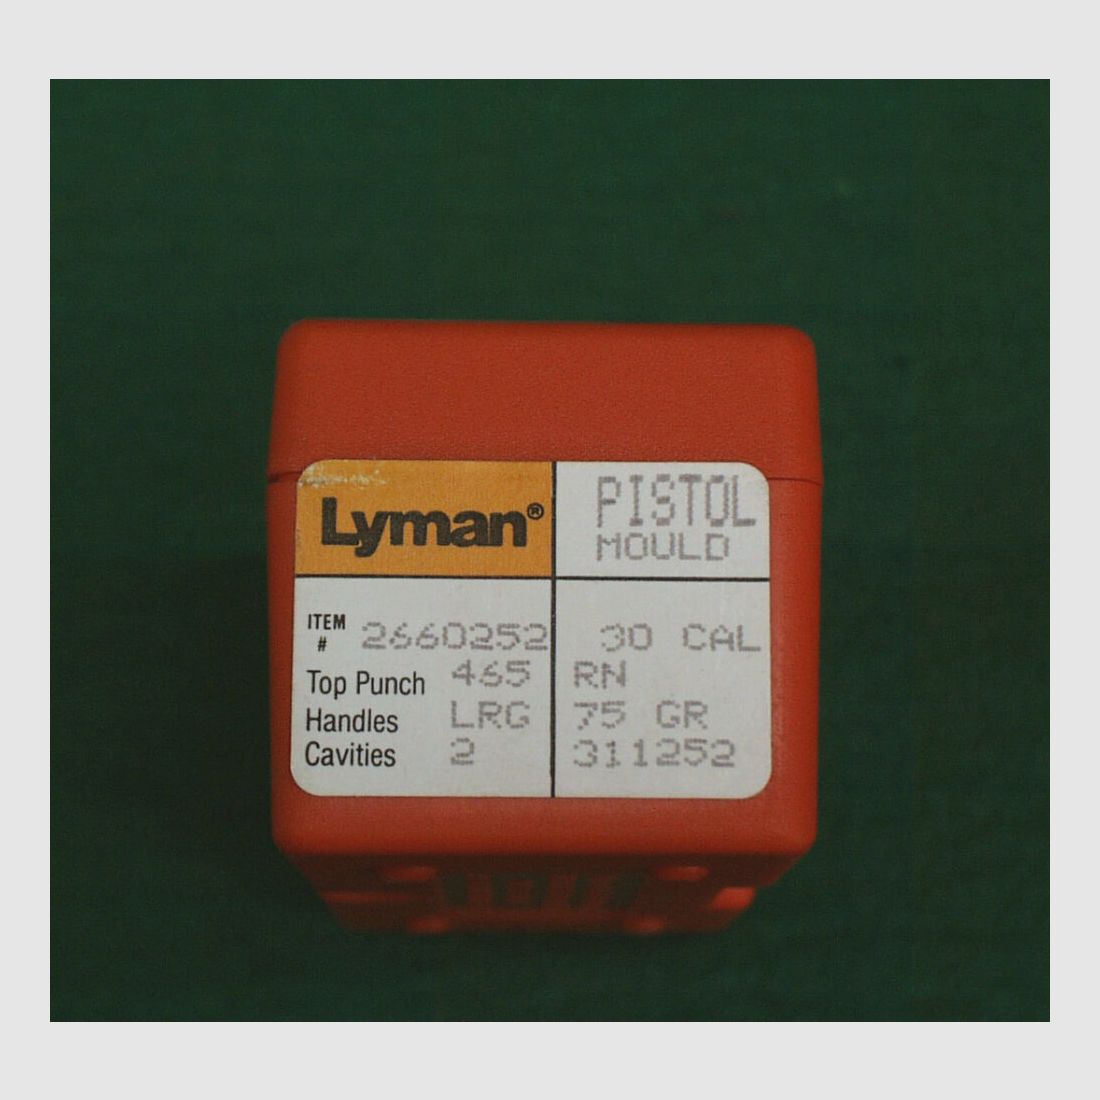 Lyman®
PISTOL
MOULD
ITEM # 2660252
Top Punch 465
Handles LRG
Cavities 2
30 CAL
RN
75 GR
311252